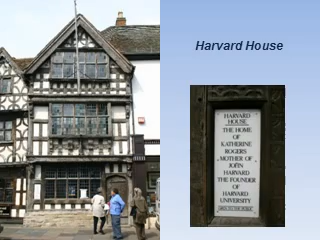 Harvard House
HARVARD
HOUSE
THE HOME
OF
KATHERINE
ROGERS
MOTHER OF
JOHN
HARVARD
THE FOUNDER
OF
HARVARD
UNIVERSITY